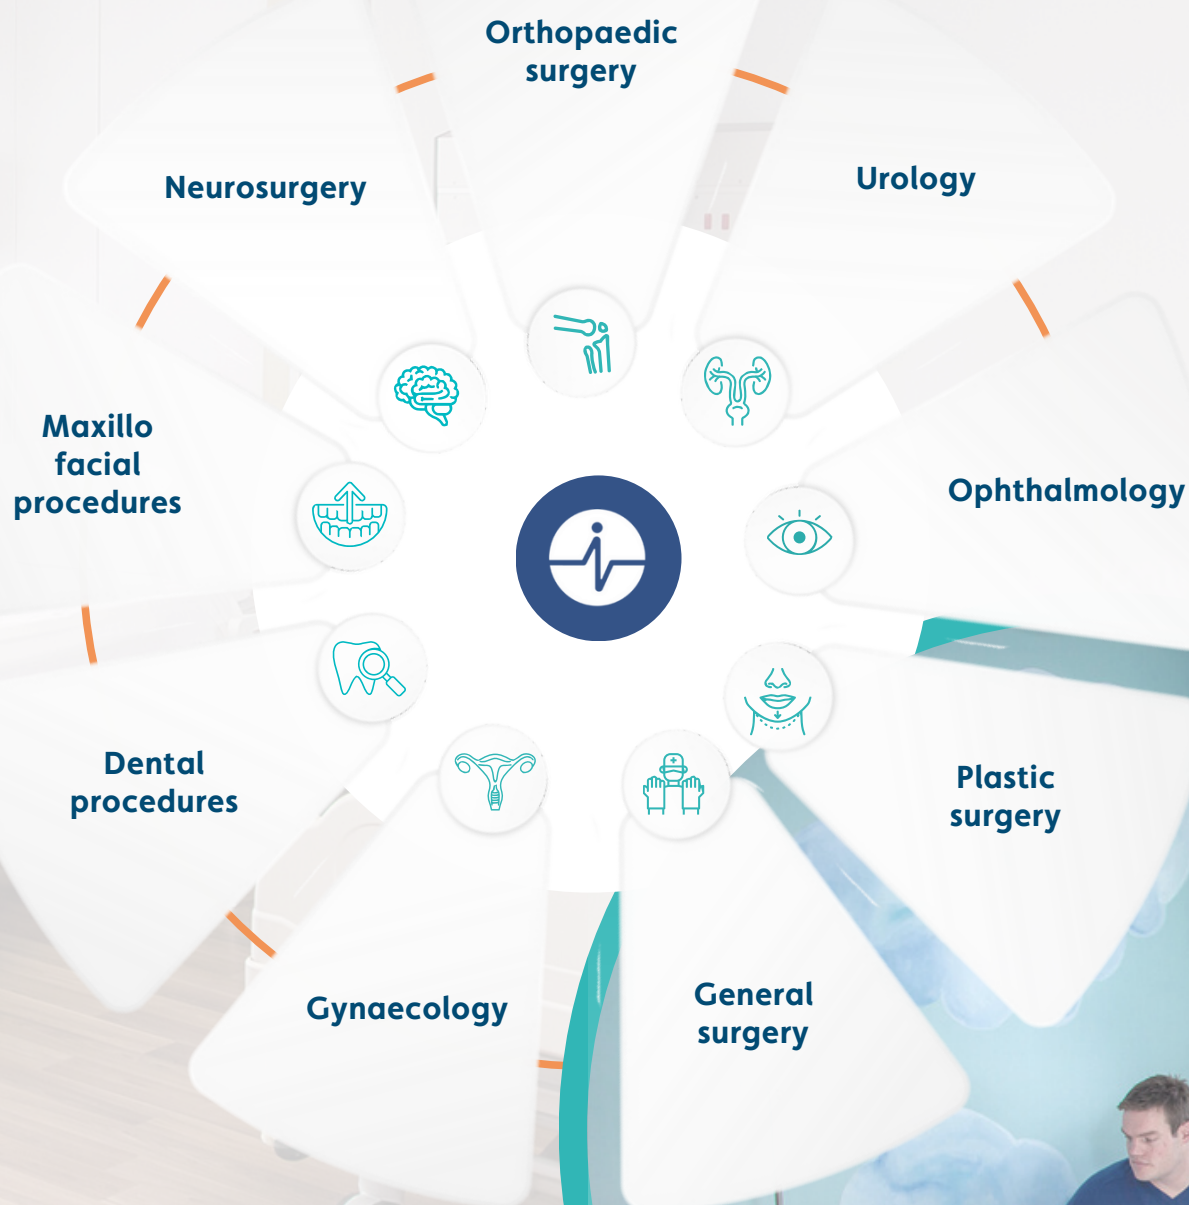 Orthopaedic
surgery
Urology
Neurosurgery
Maxillo
facial
procedures
Ophthalmology
Dental
procedures
Plastic
surgery
Gynaecology
General
surgery